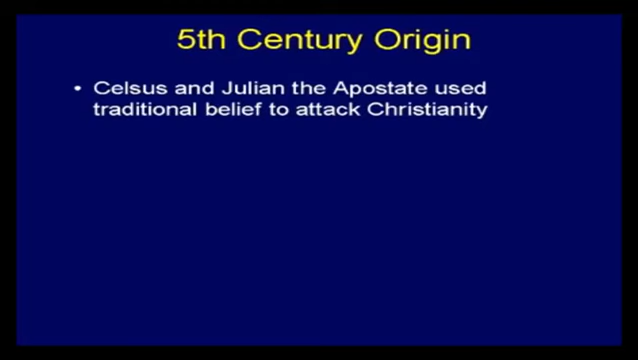 5th Century Origin
• Celsus and Julian the Apostate used
traditional belief to attack Christianity